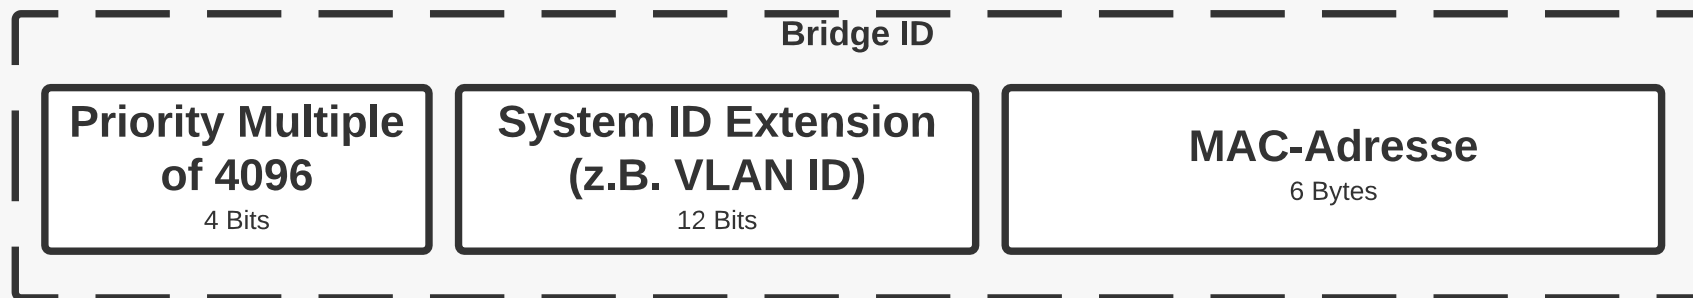 Bridge ID
Priority Multiple
of 4096
4 Bits
System ID Extension
(z.B. VLAN ID)
12 Bits
MAC-Adresse
6 Bytes